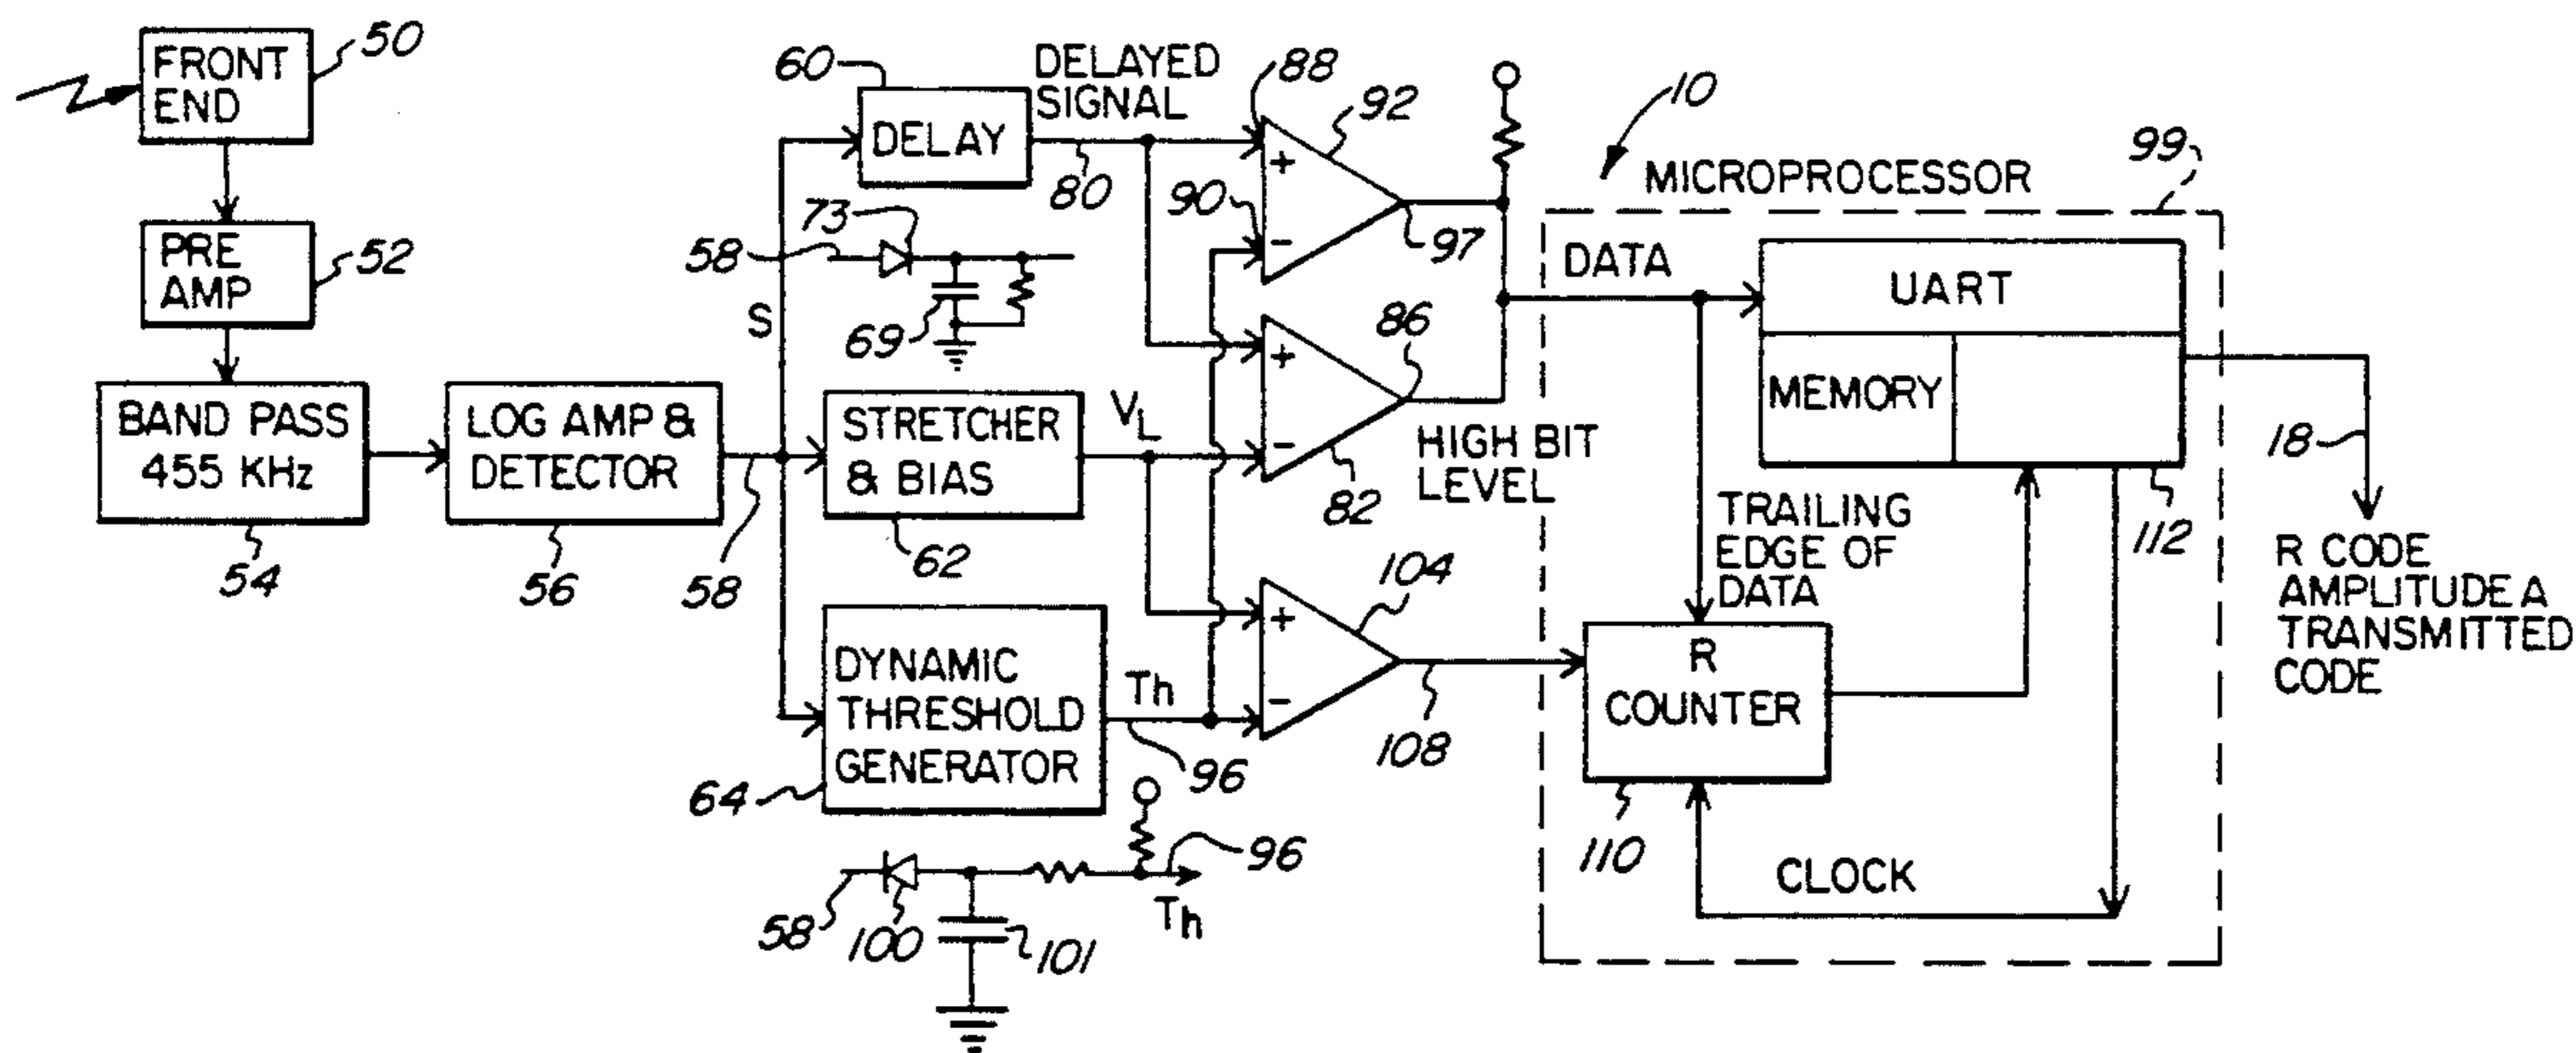 FRONT
END
50
PRE
AMP
52
BAND PASS
455 KHz
54
LOG AMP &
DETECTOR
56
58
S
60
DELAY
DELAYED
SIGNAL
80
58
73
69
STRETCHER
& BIAS
62
VL
DYNAMIC
THRESHOLD
GENERATOR
64
Th
96
58
100
101
96
Th
88
+
90
-
92
97
+
-
86
82
HIGH BIT
LEVEL
+
-
104
108
10
MICROPROCESSOR
99
DATA
UART
MEMORY
112
TRAILING
EDGE OF
DATA
R
COUNTER
110
CLOCK
18
R CODE
AMPLITUDE A
TRANSMITTED
CODE